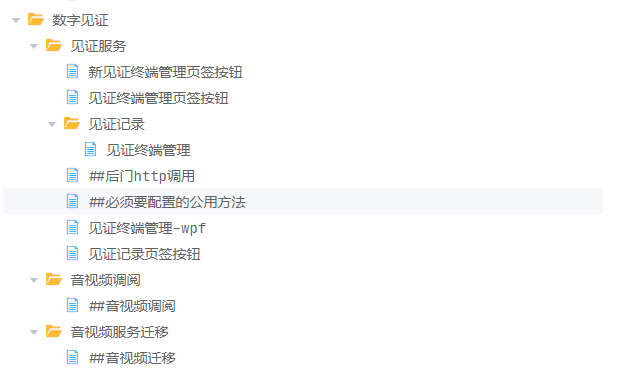 数字见证
见证服务
新见证终端管理页签按钮
见证终端管理页签按钮
见证记录
见证终端管理
##后门http调用
##必须要配置的公用方法
见证终端管理-wpf
见证记录页签按钮
音视频调阅
##音视频调阅
音视频服务迁移
##音视频迁移